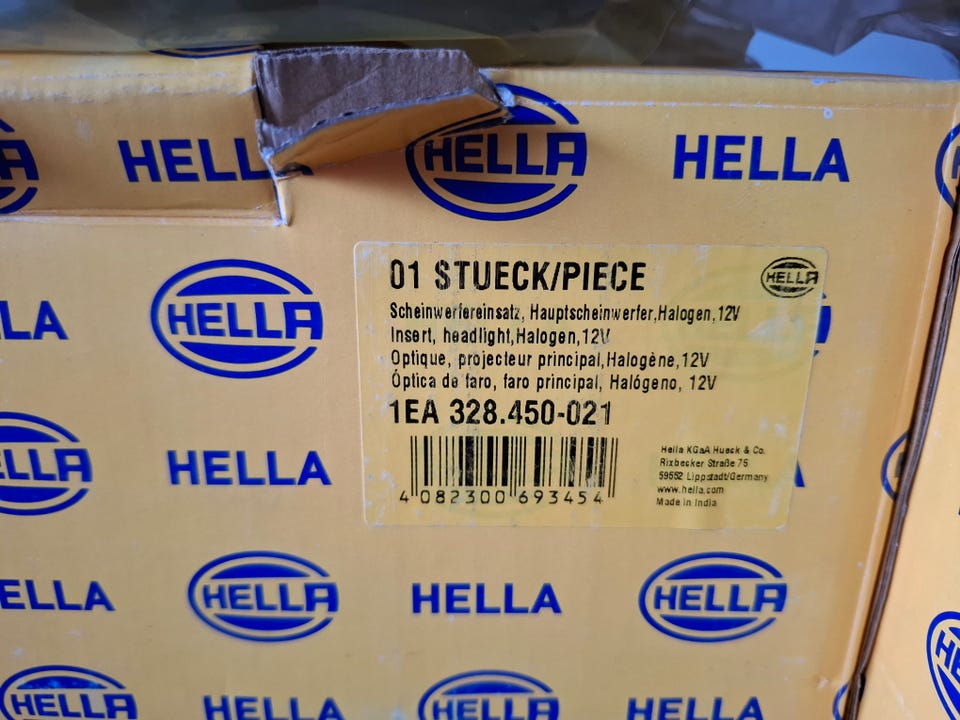 HELLA HELLA HELLA
HELLA HELLA
01 STUECK/PIECE
HELLA
Scheinwerfereinsatz, Hauptscheinwerfer,Halogen,12V
Insert, headlight,Halogen,12V
Optique, projecteur principal,Halogène,12V
Óptica de faro, faro principal, Halógeno, 12V
1EA 328.450-021
HELLA HELLA
4 082300 693454
Hella KGaA Hueck & Co.
Rixbecker Straße 75
59552 Lippstadt/Germany
www.hella.com
Made in India
HELLA HELLA HELLA HELLA
HELLA HELLA HELLA HELLA